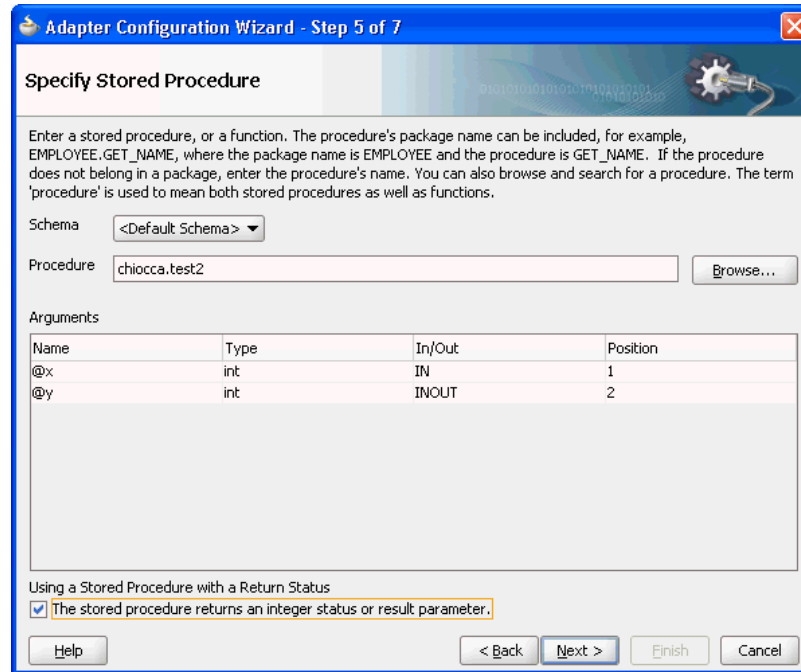 Adapter Configuration Wizard - Step 5 of 7
Specify Stored Procedure
Enter a stored procedure, or a function. The procedure's package name can be included, for example,
EMPLOYEE.GET_NAME, where the package name is EMPLOYEE and the procedure is GET_NAME. If the procedure
does not belong in a package, enter the procedure's name. You can also browse and search for a procedure. The term
'procedure' is used to mean both stored procedures as well as functions.
Schema <Default Schema>
Procedure chiocca.test2 Browse...
Arguments
Name Type In/Out Position
@x int IN 1
@y int INOUT 2
Using a Stored Procedure with a Return Status
The stored procedure returns an integer status or result parameter.
Help < Back Next > Finish Cancel